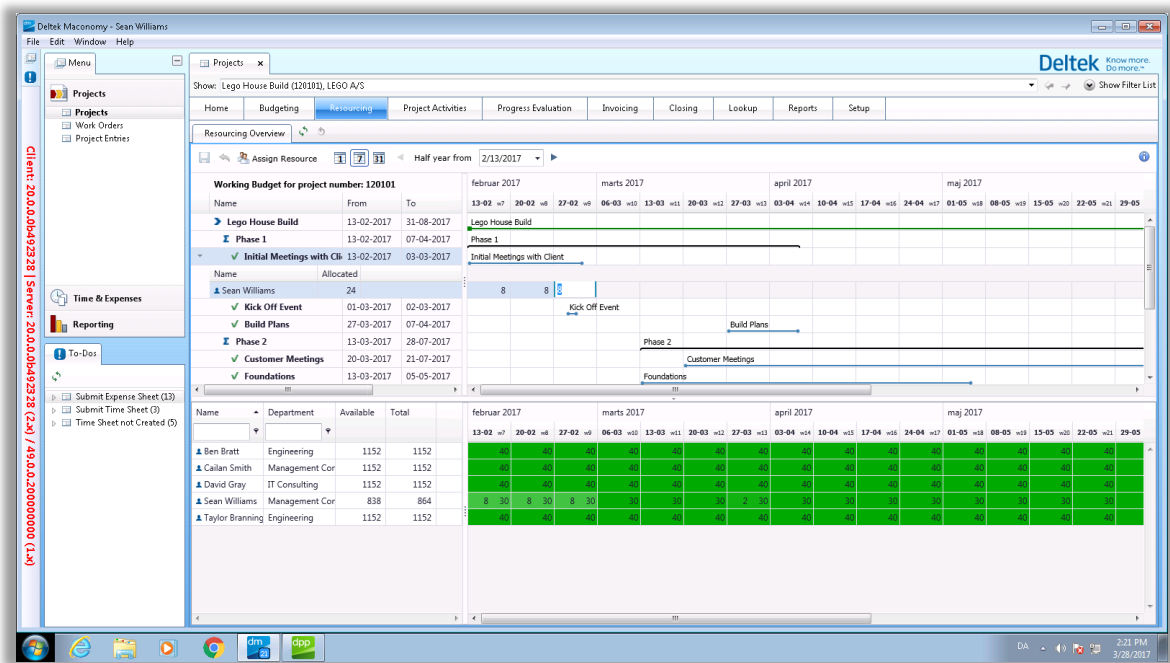 Deltek Maconomy - Sean Williams
File Edit Window Help
Menu
Projects
Projects
Work Orders
Project Entries
Time & Expenses
Reporting
To-Dos
Submit Expense Sheet (13)
Submit Time Sheet (3)
Time Sheet not Created (5)
Client: 20.0.0.0b492328 | Server: 20.0.0.0b492328 (2.x) / 49.0.0.200000000 (1.x)
Projects x
Deltek Know more. Do more.™
Show: Lego House Build (120101), LEGO A/S
Show Filter List
Home Budgeting Resourcing Project Activities Progress Evaluation Invoicing Closing Lookup Reports Setup
Resourcing Overview
Assign Resource 1 7 31 Half year from 2/13/2017
Working Budget for project number: 120101 februar 2017 marts 2017 april 2017 maj 2017
Name From To 13-02 w7 20-02 w8 27-02 w9 06-03 w10 13-03 w11 20-03 w12 27-03 w13 03-04 w14 10-04 w15 17-04 w16 24-04 w17 01-05 w18 08-05 w19 15-05 w20 22-05 w21 29-05
Lego House Build 13-02-2017 31-08-2017 Lego House Build
Σ Phase 1 13-02-2017 07-04-2017 Phase 1
Initial Meetings with Cli 13-02-2017 03-03-2017 Initial Meetings with Client
Name Allocated
Sean Williams 24 8 8 8
Kick Off Event 01-03-2017 02-03-2017 Kick Off Event
Build Plans 27-03-2017 07-04-2017 Build Plans
Σ Phase 2 13-03-2017 28-07-2017 Phase 2
Customer Meetings 20-03-2017 21-07-2017 Customer Meetings
Foundations 13-03-2017 05-05-2017 Foundations
Name Department Available Total februar 2017 marts 2017 april 2017 maj 2017
13-02 w7 20-02 w8 27-02 w9 06-03 w10 13-03 w11 20-03 w12 27-03 w13 03-04 w14 10-04 w15 17-04 w16 24-04 w17 01-05 w18 08-05 w19 15-05 w20 22-05 w21 29-05
Ben Bratt Engineering 1152 1152 40 40 40 40 40 40 40 40 40 40 40 40 40 40 40
Cailan Smith Management Cor 1152 1152 40 40 40 40 40 40 40 40 40 40 40 40 40 40 40
David Gray IT Consulting 1152 1152 40 40 40 40 40 40 40 40 40 40 40 40 40 40 40
Sean Williams Management Cor 838 864 8 30 8 30 8 30 30 30 30 2 30 30 30 30 30 30 30 30 30
Taylor Branning Engineering 1152 1152 40 40 40 40 40 40 40 40 40 40 40 40 40 40 40
dm 21
dpp
DA
2:21 PM
3/28/2017